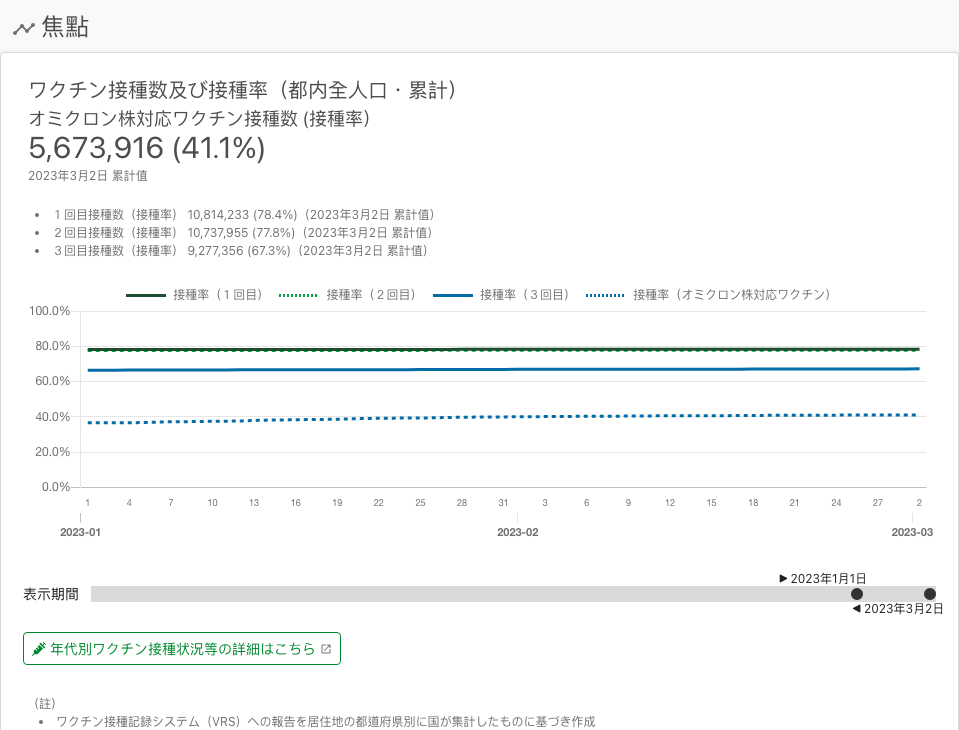 焦點
ワクチン接種数及び接種率（都内全人口・累計）
オミクロン株対応ワクチン接種数 (接種率）
5,673,916 (41.1%)
2023年3月2日 累計値
• １回目接種数（接種率） 10,814,233 (78.4%)（2023年3月2日 累計値）
• ２回目接種数（接種率） 10,737,955 (77.8%)（2023年3月2日 累計値）
• ３回目接種数（接種率） 9,277,356 (67.3%)（2023年3月2日 累計値）
接種率（１回目） 接種率（２回目） 接種率（３回目） 接種率（オミクロン株対応ワクチン）
100.0%
80.0%
60.0%
40.0%
20.0%
0.0%
1 4 7 10 13 16 19 22 25 28 31 3 6 9 12 15 18 21 24 27 2
2023-01 2023-02 2023-03
▶ 2023年1月1日
表示期間
◀ 2023年3月2日
年代別ワクチン接種状況等の詳細はこちら
（註）
• ワクチン接種記録システム（VRS）への報告を居住地の都道府県別に国が集計したものに基づき作成